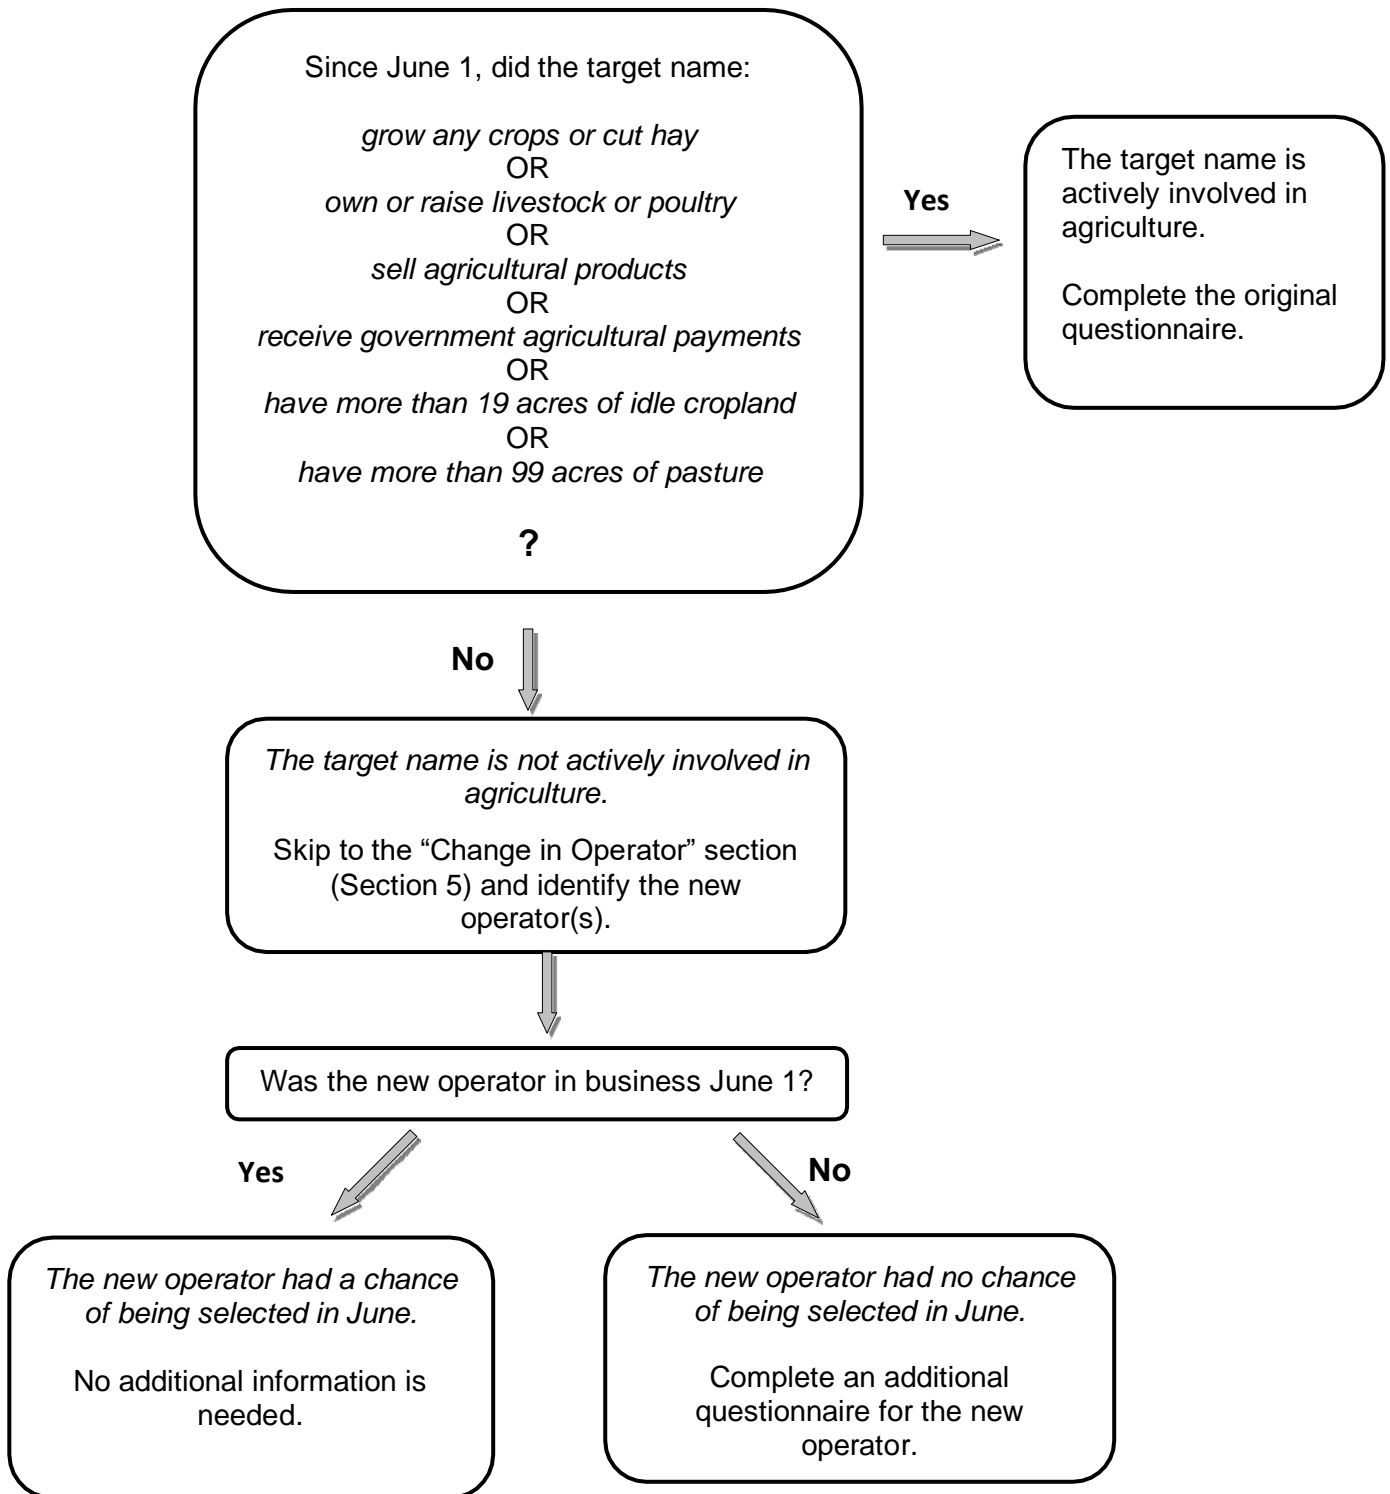 Since June 1, did the target name:
grow any crops or cut hay
OR
own or raise livestock or poultry
OR
sell agricultural products
OR
receive government agricultural payments
OR
have more than 19 acres of idle cropland
OR
have more than 99 acres of pasture
?
Yes
The target name is
actively involved in
agriculture.
Complete the original
questionnaire.
No
The target name is not actively involved in
agriculture.
Skip to the “Change in Operator” section
(Section 5) and identify the new
operator(s).
Was the new operator in business June 1?
Yes
No
The new operator had a chance
of being selected in June.
No additional information is
needed.
The new operator had no chance
of being selected in June.
Complete an additional
questionnaire for the new
operator.